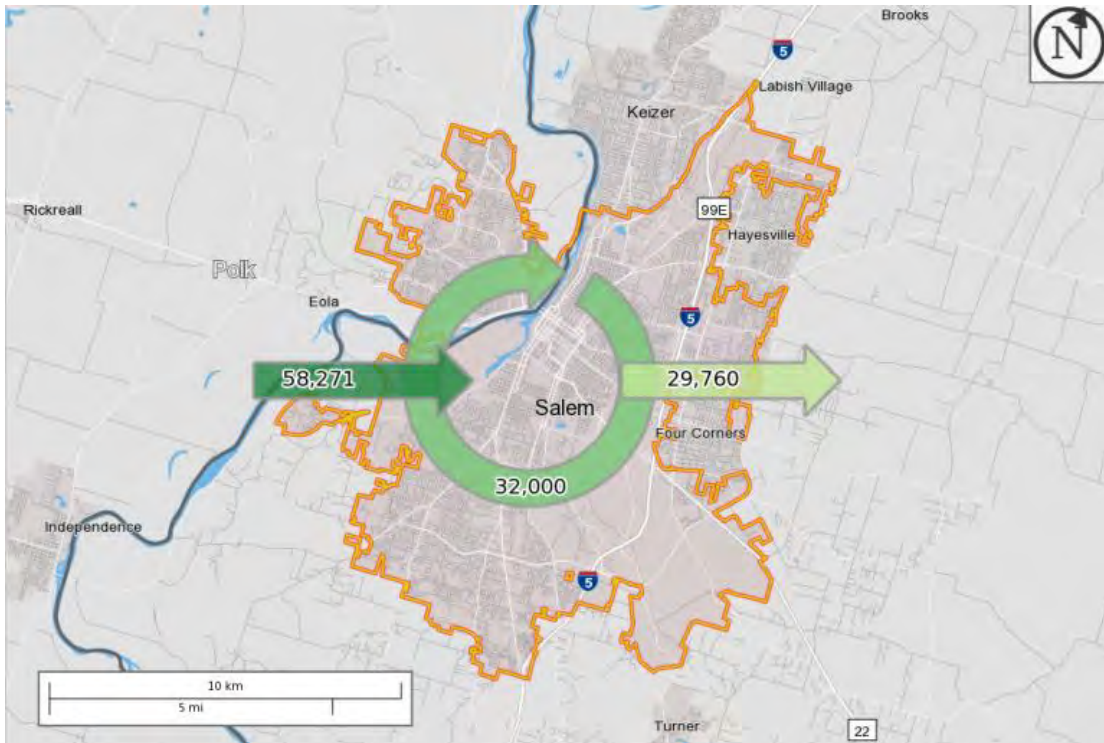 Brooks
N
5
Labish Village
Keizer
Rickreall
99E
Hayesville
Polk
Eola
5
58,271
29,760
Salem
Four Corners
32,000
Independence
5
10 km
5 mi
Turner
22